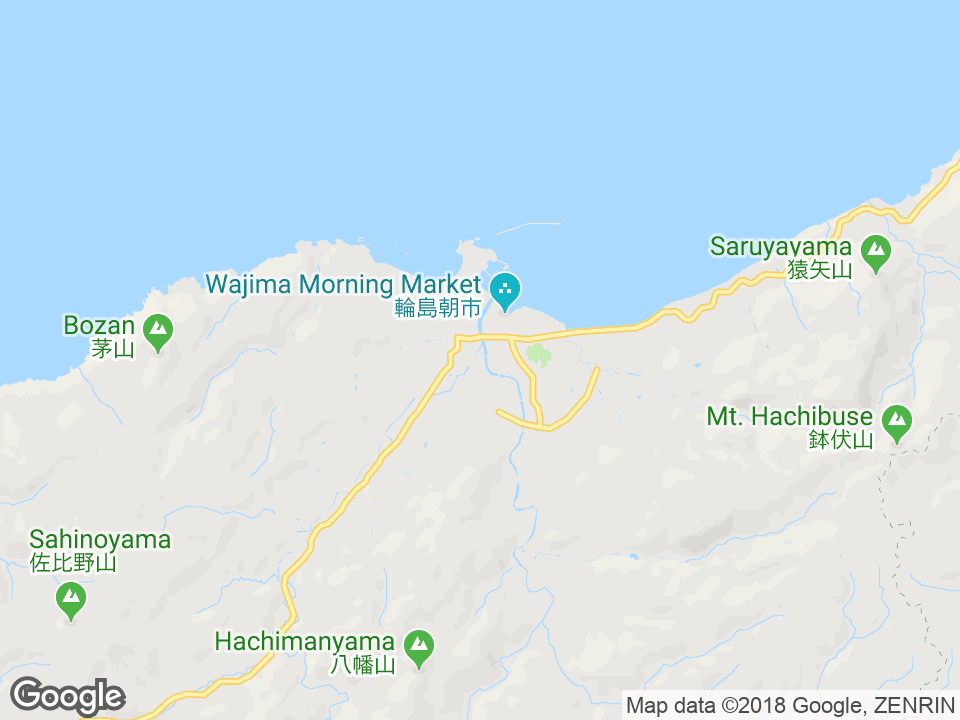 Saruyayama
猿矢山
Wajima Morning Market
輪島朝市
Bozan
茅山
Mt. Hachibuse
鉢伏山
Sahinoyama
佐比野山
Hachimanyama
八幡山
Google
Map data ©2018 Google, ZENRIN